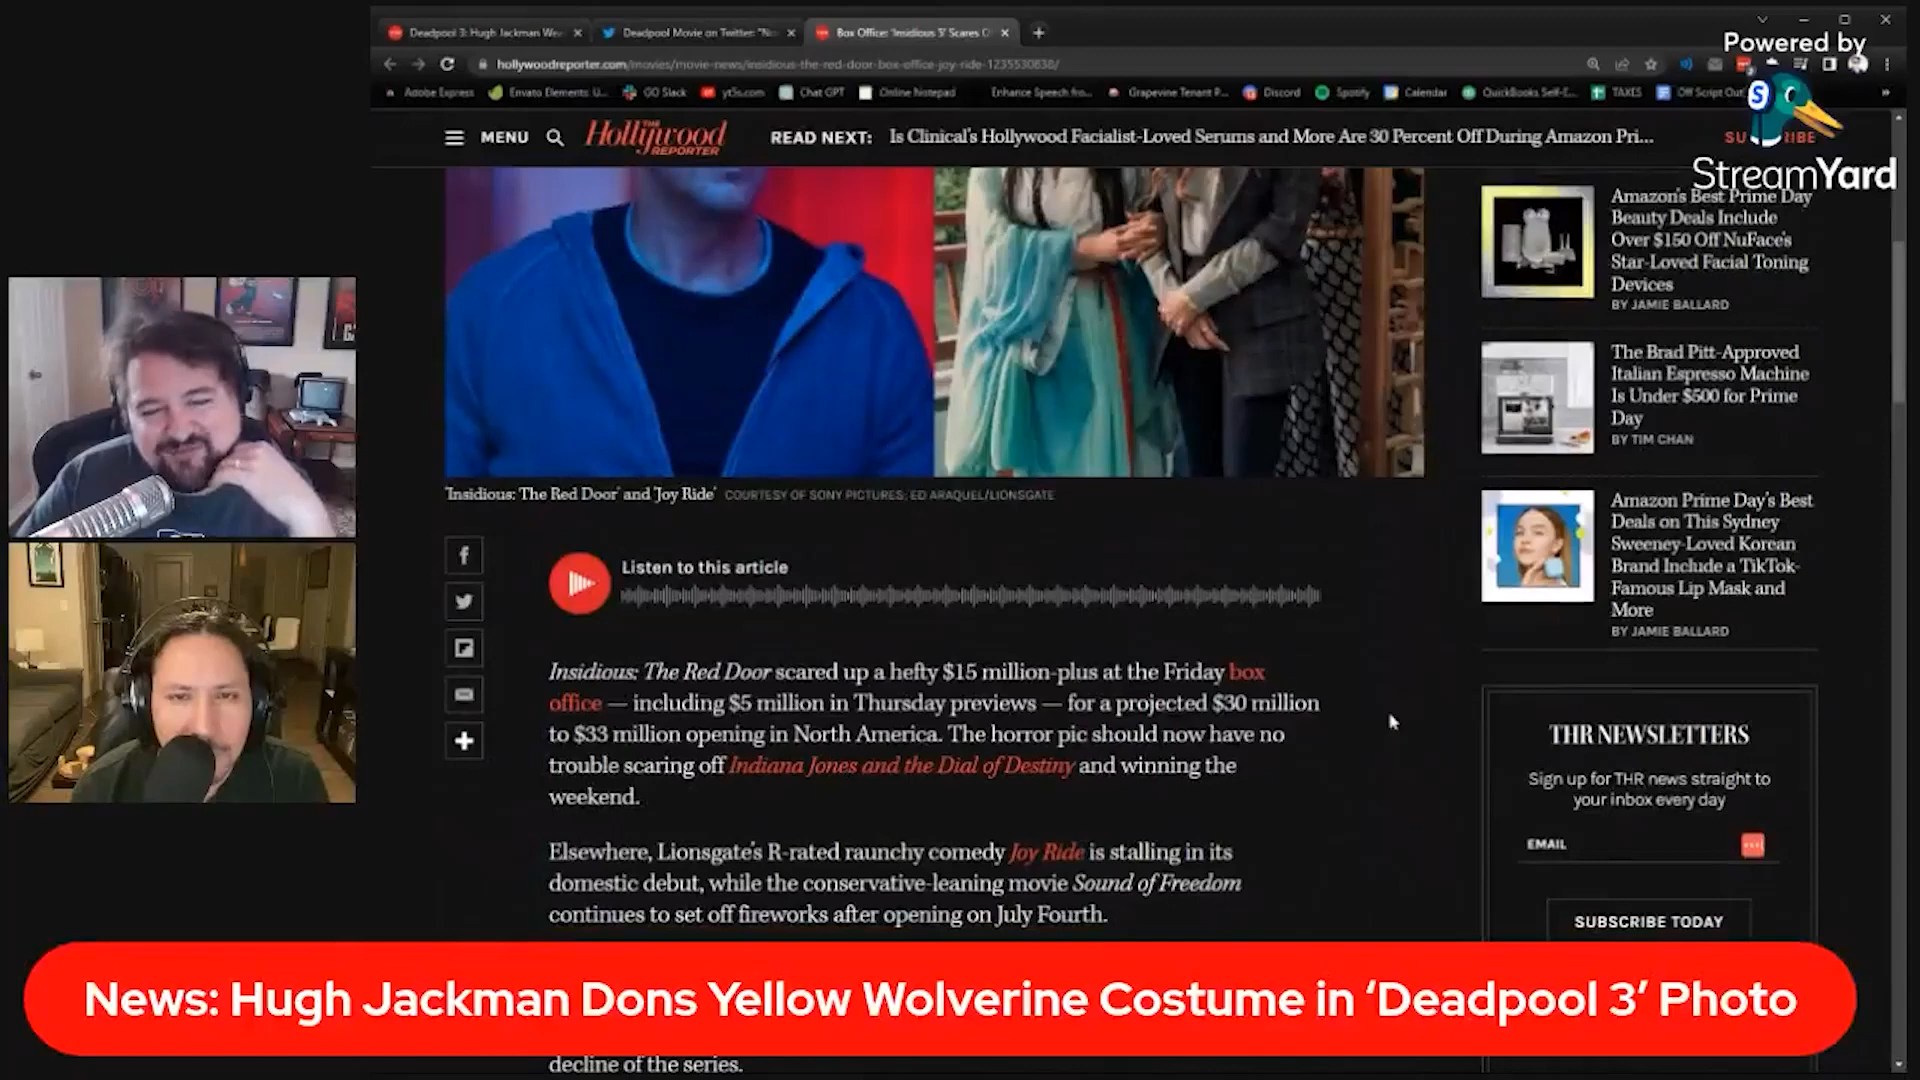 Deadpool 3: Hugh Jackman We
Deadpool Movie on Twitter: "No
Box Office: 'Insidious 5' Scares O
Powered by
StreamYard
hollywoodreporter.com/movies/movie-news/insidious-the-red-door-box-office-joy-ride-1235530838/
Adobe Express
Envato Elements: U...
GO Slack
yt5s.com
Chat GPT
Online Notepad
Enhance Speech fro...
Grapevine Tenant P...
Discord
Spotify
Calendar
QuickBooks Self-E...
TAXES
Off Script Out
MENU
The Hollywood REPORTER
READ NEXT: Is Clinical's Hollywood Facialist-Loved Serums and More Are 30 Percent Off During Amazon Pri...
Amazon's Best Prime Day
Beauty Deals Include
Over $150 Off NuFace's
Star-Loved Facial Toning
Devices
BY JAMIE BALLARD
The Brad Pitt-Approved
Italian Espresso Machine
Is Under $500 for Prime
Day
BY TIM CHAN
Amazon Prime Day's Best
Deals on This Sydney
Sweeney-Loved Korean
Brand Include a TikTok-
Famous Lip Mask and
More
BY JAMIE BALLARD
'Insidious: The Red Door' and 'Joy Ride' COURTESY OF SONY PICTURES; ED ARAQUEL/LIONSGATE
Listen to this article
Insidious: The Red Door scared up a hefty $15 million-plus at the Friday box
office — including $5 million in Thursday previews — for a projected $30 million
to $33 million opening in North America. The horror pic should now have no
trouble scaring off Indiana Jones and the Dial of Destiny and winning the
weekend.
Elsewhere, Lionsgate's R-rated raunchy comedy Joy Ride is stalling in its
domestic debut, while the conservative-leaning movie Sound of Freedom
continues to set off fireworks after opening on July Fourth.
THR NEWSLETTERS
Sign up for THR news straight to
your inbox every day
EMAIL
SUBSCRIBE TODAY
News: Hugh Jackman Dons Yellow Wolverine Costume in ‘Deadpool 3’ Photo
decline of the series.